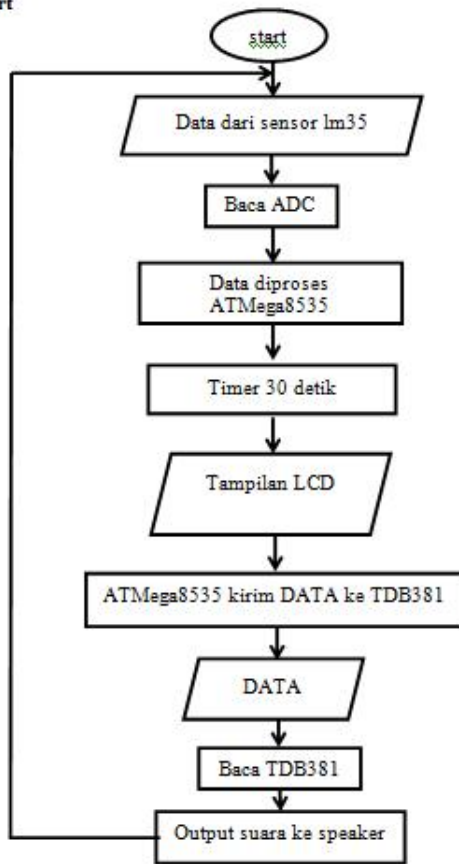 start
Data dari sensor lm35
Baca ADC
Data diproses
ATMega8535
Timer 30 detik
Tampilan LCD
ATMega8535 kirim DATA ke TDB381
DATA
Baca TDB381
Output suara ke speaker